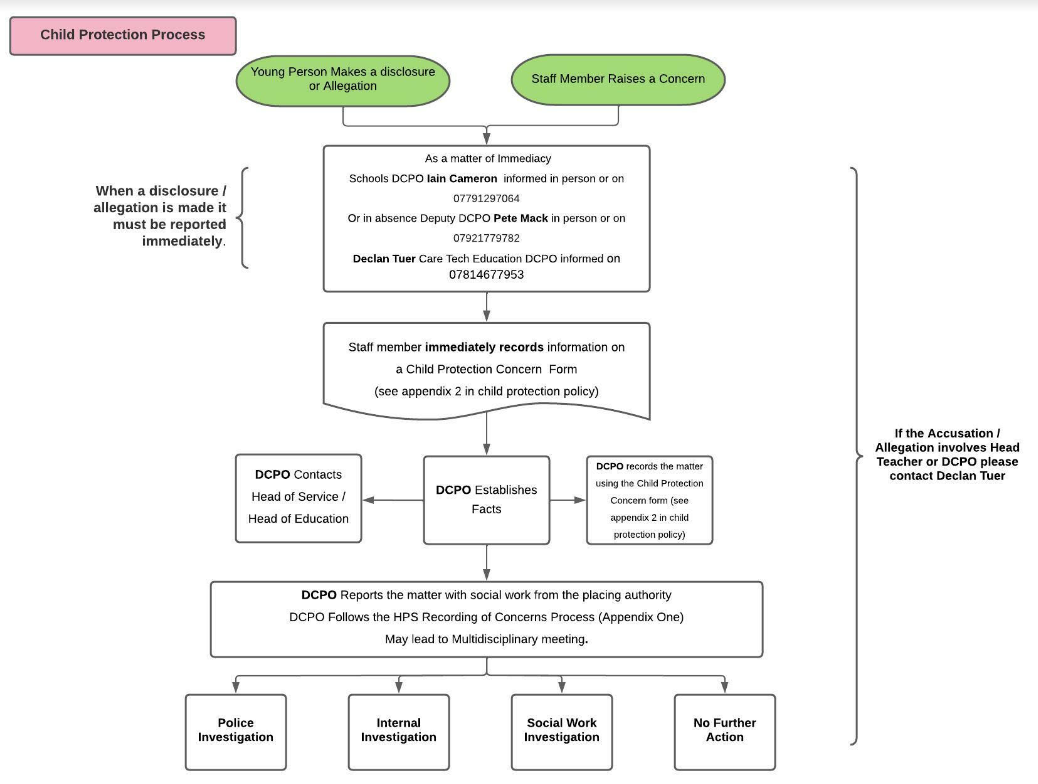 Child Protection Process
Young Person Makes a disclosure
or Allegation
Staff Member Raises a Concern
When a disclosure /
allegation is made it
must be reported
immediately.
As a matter of Immediacy
Schools DCPO Iain Cameron informed in person or on
07791297064
Or in absence Deputy DCPO Pete Mack in person or on
07921779782
Declan Tuer Care Tech Education DCPO informed on
07814677953
Staff member immediately records information on
a Child Protection Concern Form
(see appendix 2 in child protection policy)
If the Accusation /
Allegation involves Head
Teacher or DCPO please
contact Declan Tuer
DCPO Contacts
Head of Service /
Head of Education
DCPO Establishes
Facts
DCPO records the matter
using the Child Protection
Concern form (see
appendix 2 in child
protection policy)
DCPO Reports the matter with social work from the placing authority
DCPO Follows the HPS Recording of Concerns Process (Appendix One)
May lead to Multidisciplinary meeting.
Police
Investigation
Internal
Investigation
Social Work
Investigation
No Further
Action